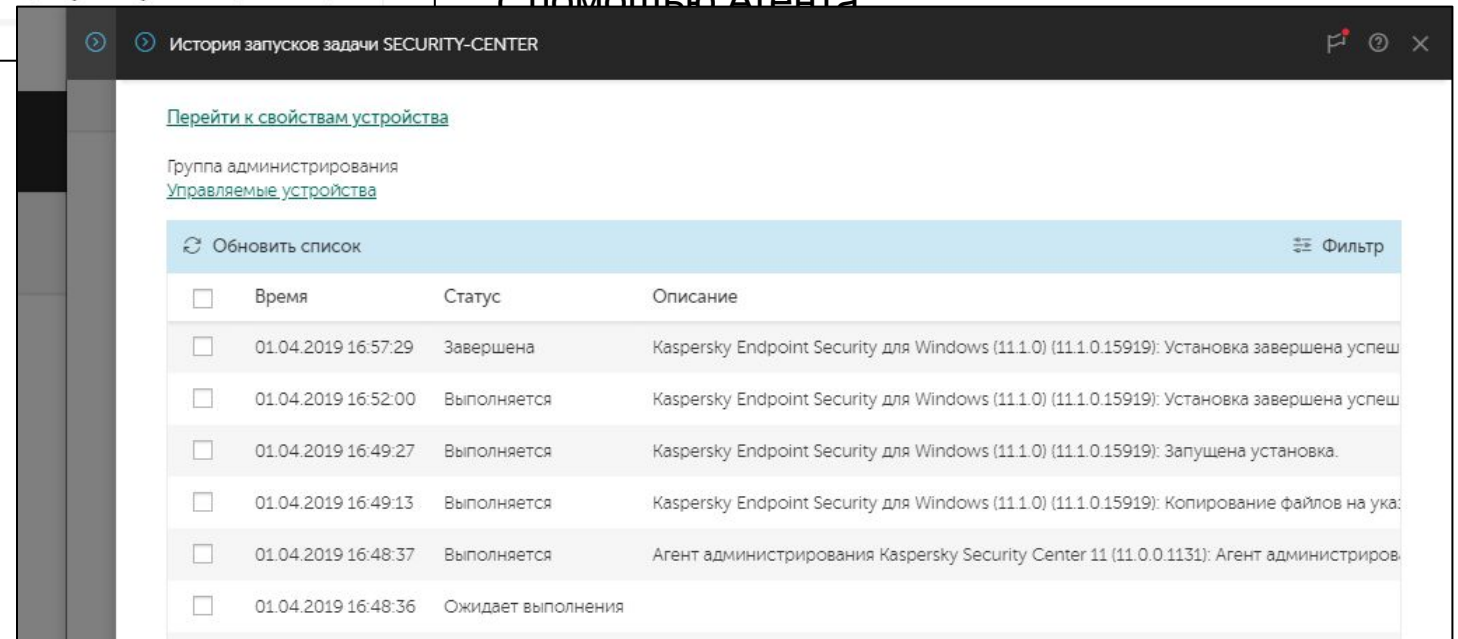 с помощью Агента
История запусков задачи SECURITY-CENTER
Перейти к свойствам устройства
Группа администрирования
Управляемые устройства
Обновить список Фильтр
Время Статус Описание
01.04.2019 16:57:29 Завершена Kaspersky Endpoint Security для Windows (11.1.0) (11.1.0.15919): Установка завершена успеш
01.04.2019 16:52:00 Выполняется Kaspersky Endpoint Security для Windows (11.1.0) (11.1.0.15919): Установка завершена успеш
01.04.2019 16:49:27 Выполняется Kaspersky Endpoint Security для Windows (11.1.0) (11.1.0.15919): Запущена установка.
01.04.2019 16:49:13 Выполняется Kaspersky Endpoint Security для Windows (11.1.0) (11.1.0.15919): Копирование файлов на ука
01.04.2019 16:48:37 Выполняется Агент администрирования Kaspersky Security Center 11 (11.0.0.1131): Агент администриров
01.04.2019 16:48:36 Ожидает выполнения